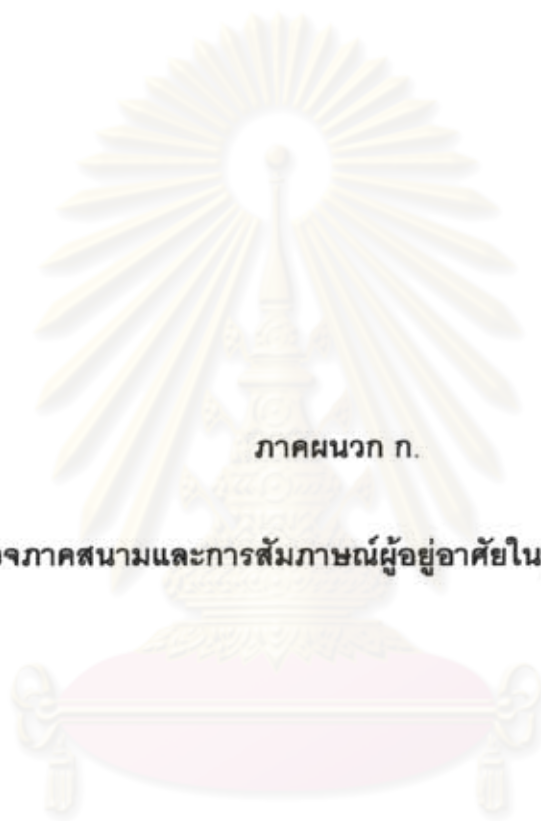 ภาคผนวก ก.
จภาคสนามและการสัมภาษณ์ผู้อยู่อาศัยใน